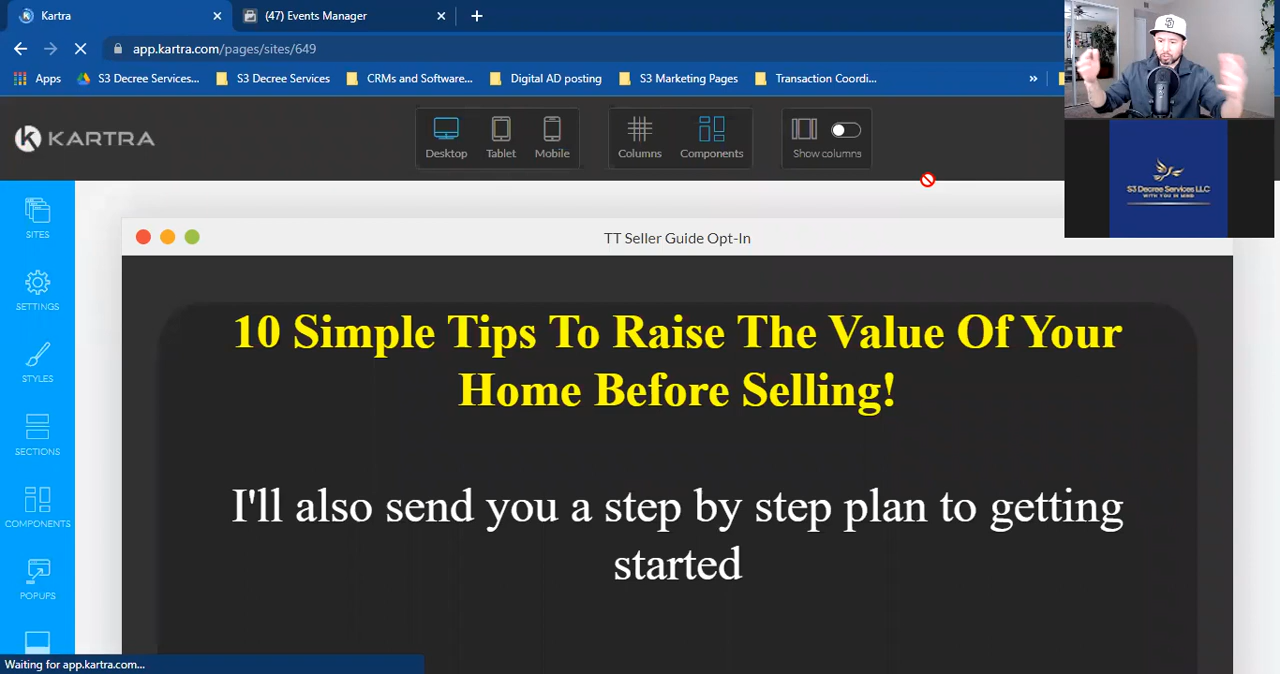 Kartra
(47) Events Manager
app.kartra.com/pages/sites/649
Apps
S3 Decree Services...
S3 Decree Services
CRMs and Software...
Digital AD posting
S3 Marketing Pages
Transaction Coordi...
KARTRA
Desktop
Tablet
Mobile
Columns
Components
Show columns
S3 Decree Services LLC
WITH YOU IN MIND
SITES
SETTINGS
STYLES
SECTIONS
COMPONENTS
POPUPS
TT Seller Guide Opt-In
10 Simple Tips To Raise The Value Of Your
Home Before Selling!
I'll also send you a step by step plan to getting
started
Waiting for app.kartra.com...